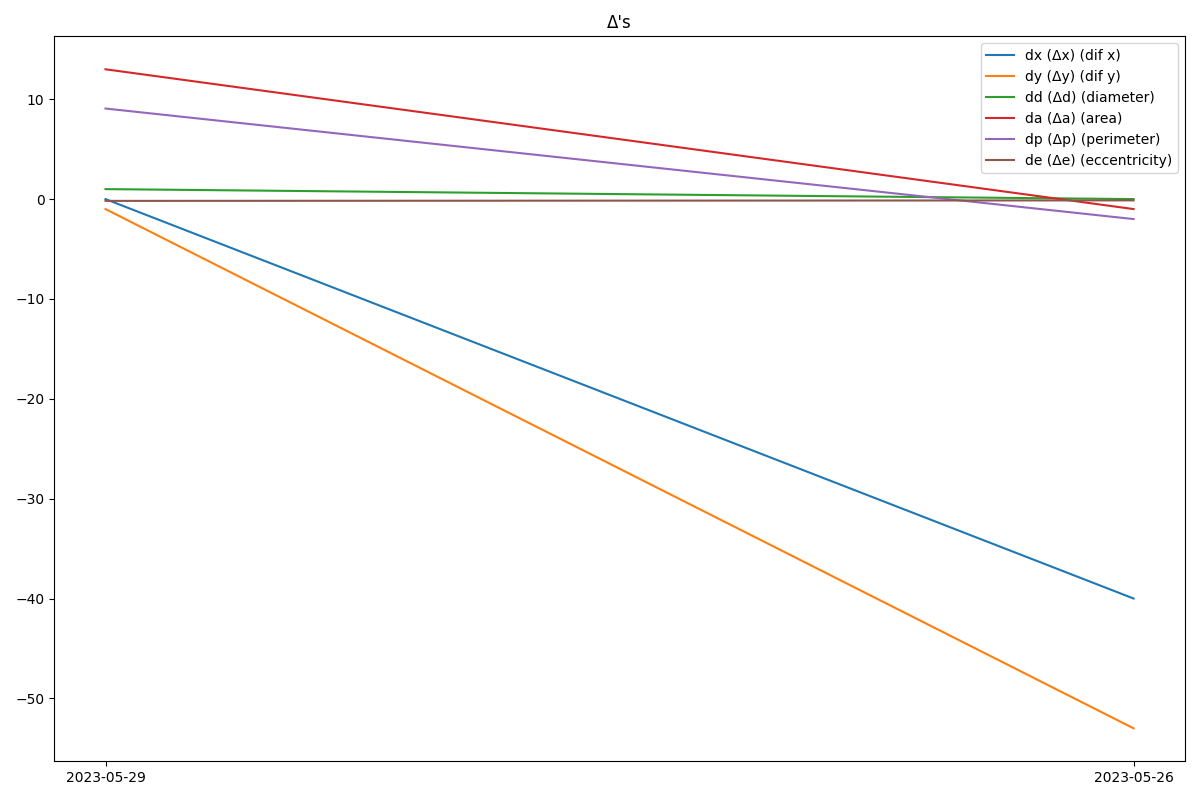 Δ's
dx (Δx) (dif x)
dy (Δy) (dif y)
dd (Δd) (diameter)
da (Δa) (area)
dp (Δp) (perimeter)
de (Δe) (eccentricity)
10
0
−10
−20
−30
−40
−50
2023-05-29 2023-05-26